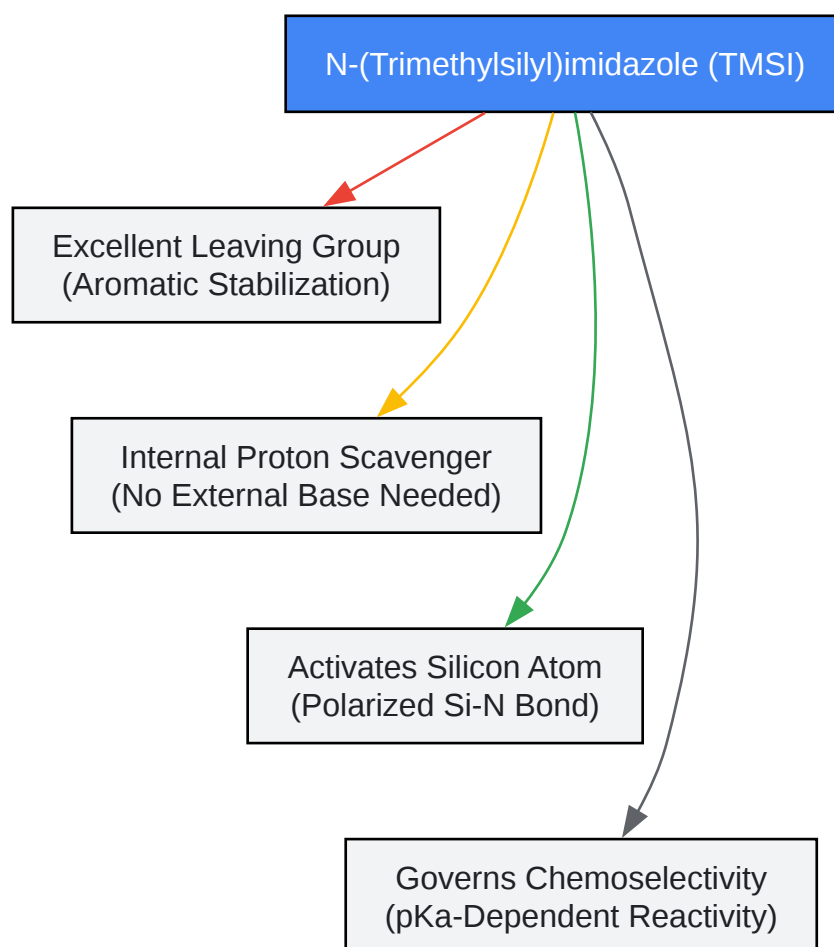 N-(Trimethylsilyl)imidazole (TMSI)
Excellent Leaving Group
(Aromatic Stabilization)
Internal Proton Scavenger
(No External Base Needed)
Activates Silicon Atom
(Polarized Si-N Bond)
Governs Chemoselectivity
(pKa-Dependent Reactivity)